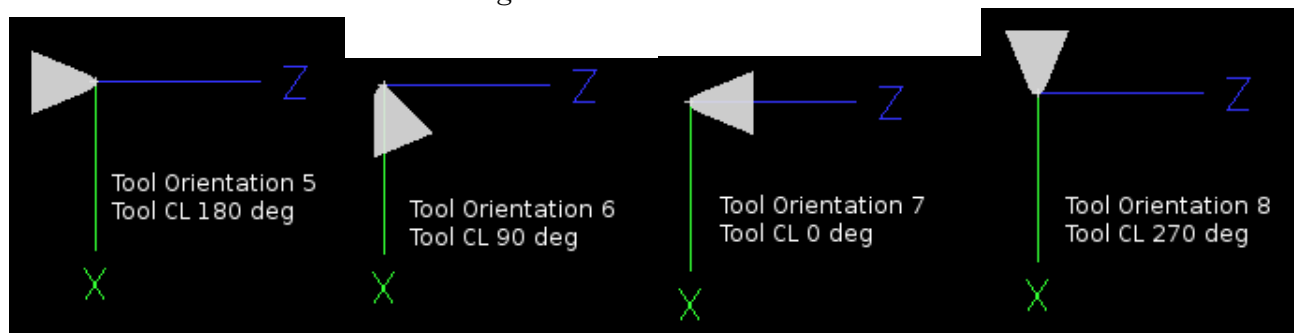 Z
Tool Orientation 5
Tool CL 180 deg
X
Z
Tool Orientation 6
Tool CL 90 deg
X
Z
Tool Orientation 7
Tool CL 0 deg
X
Z
Tool Orientation 8
Tool CL 270 deg
X